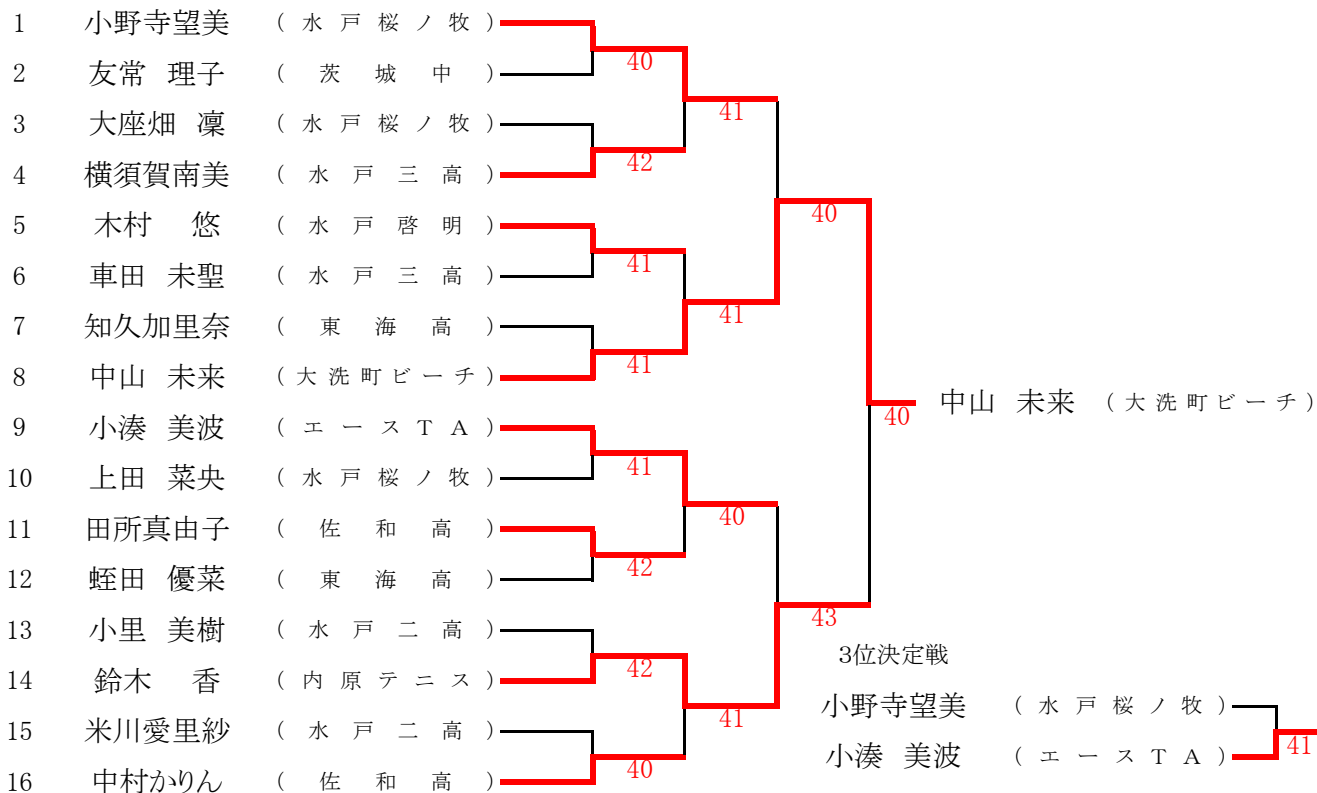 1 小野寺望美 (水戸桜ノ牧)
40
2 友常 理子 (茨城中)
41
3 大座畑 凜 (水戸桜ノ牧)
42
4 横須賀南美 (水戸三高)
40
5 木村 悠 (水戸啓明)
41
6 車田 未聖 (水戸三高)
41
7 知久加里奈 (東海高)
41
8 中山 未来 (大洗町ビーチ)
40 中山 未来 (大洗町ビーチ)
9 小湊 美波 (エースTA)
41
10 上田 菜央 (水戸桜ノ牧)
40
11 田所真由子 (佐和高)
42
12 蛭田 優菜 (東海高)
43
13 小里 美樹 (水戸二高)
42
3位決定戦
14 鈴木 香 (内原テニス)
小野寺望美 (水戸桜ノ牧)
41
15 米川愛里紗 (水戸二高)
41
小湊 美波 (エースTA)
40
16 中村かりん (佐和高)